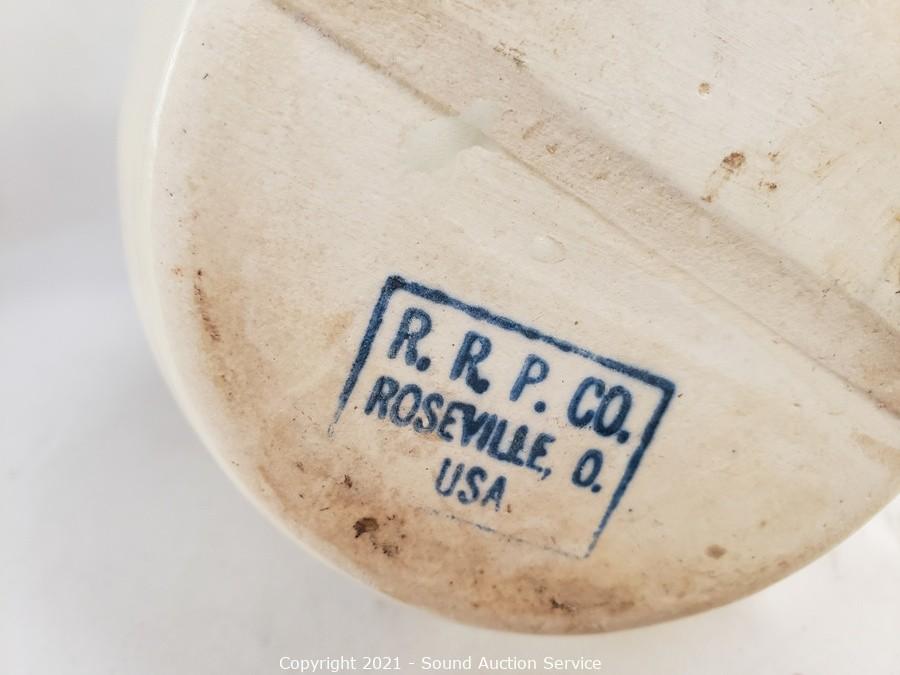 R. R. P. CO.
ROSEVILLE, O.
USA
Copyright 2021 - Sound Auction Service